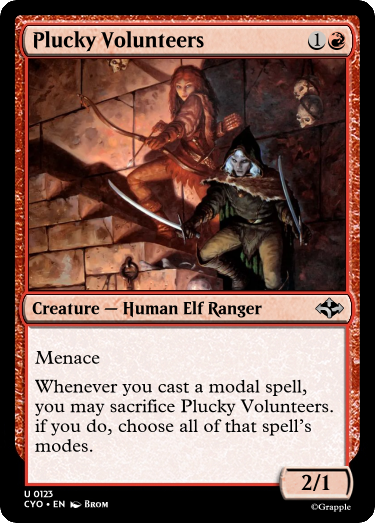 Plucky Volunteers 1
Creature — Human Elf Ranger
Menace
Whenever you cast a modal spell,
you may sacrifice Plucky Volunteers.
if you do, choose all of that spell's
modes.
2/1
U 0123
CYO • EN BROM
©Grapple